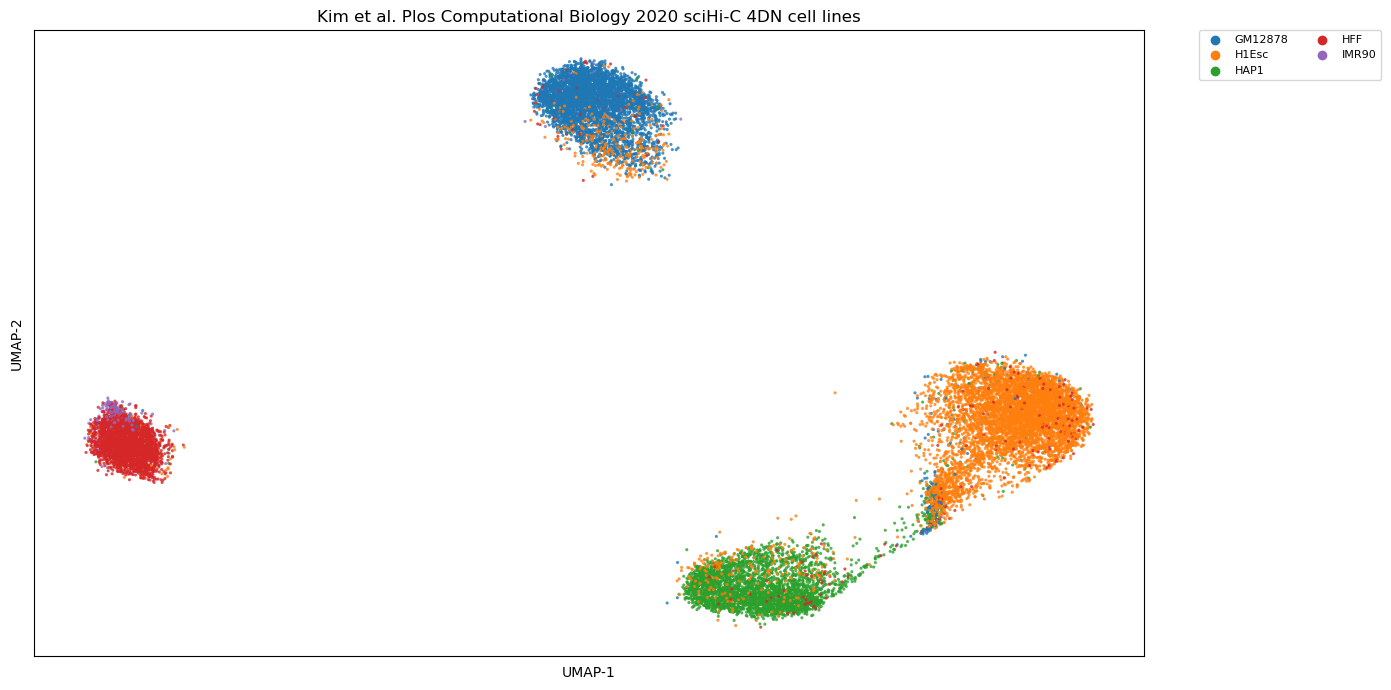 Kim et al. Plos Computational Biology 2020 sciHi-C 4DN cell lines
GM12878
H1Esc
HAP1
HFF
IMR90
UMAP-2
UMAP-1